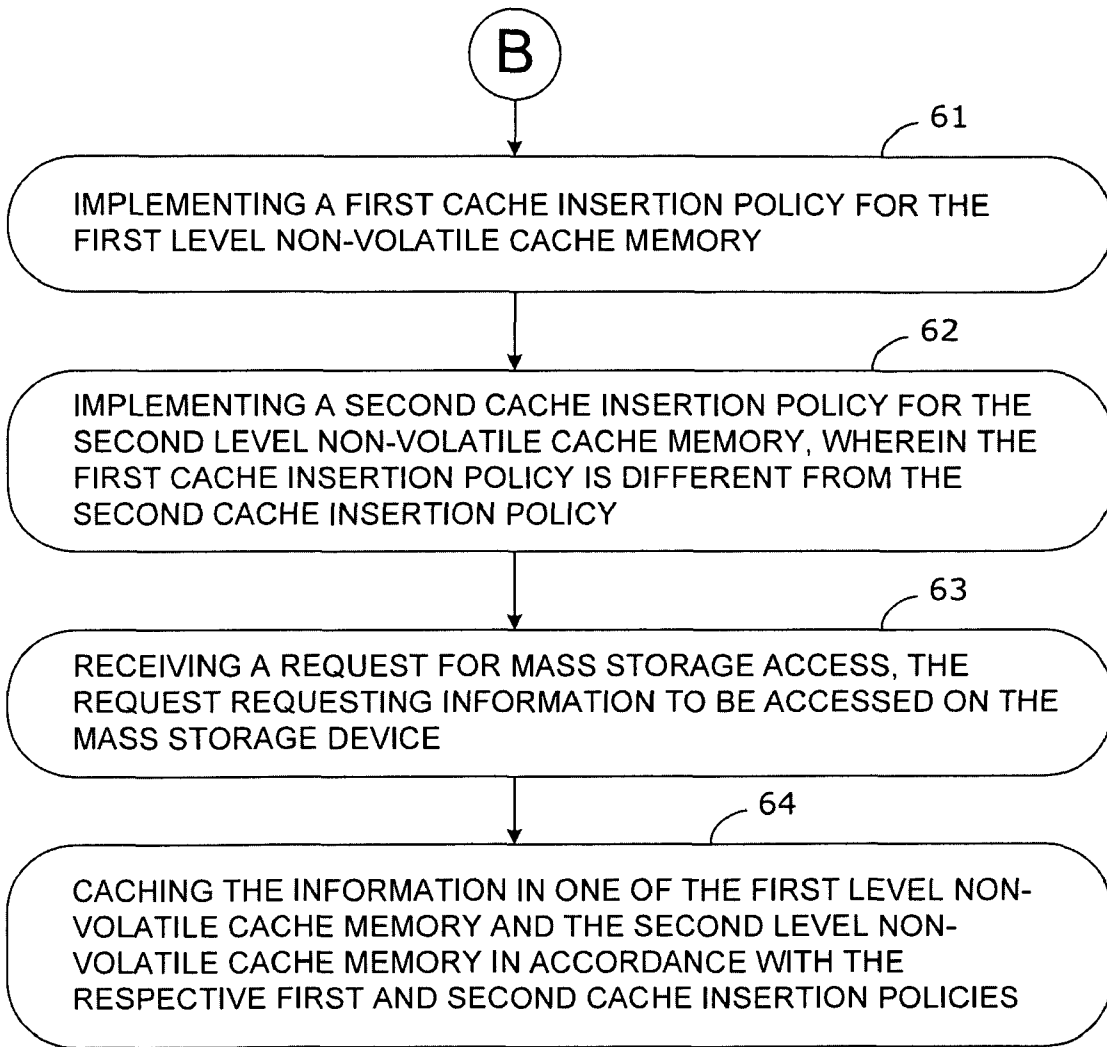 B
61
IMPLEMENTING A FIRST CACHE INSERTION POLICY FOR THE
FIRST LEVEL NON-VOLATILE CACHE MEMORY
62
IMPLEMENTING A SECOND CACHE INSERTION POLICY FOR THE
SECOND LEVEL NON-VOLATILE CACHE MEMORY, WHEREIN THE
FIRST CACHE INSERTION POLICY IS DIFFERENT FROM THE
SECOND CACHE INSERTION POLICY
63
RECEIVING A REQUEST FOR MASS STORAGE ACCESS, THE
REQUEST REQUESTING INFORMATION TO BE ACCESSED ON THE
MASS STORAGE DEVICE
64
CACHING THE INFORMATION IN ONE OF THE FIRST LEVEL NON-
VOLATILE CACHE MEMORY AND THE SECOND LEVEL NON-
VOLATILE CACHE MEMORY IN ACCORDANCE WITH THE
RESPECTIVE FIRST AND SECOND CACHE INSERTION POLICIES